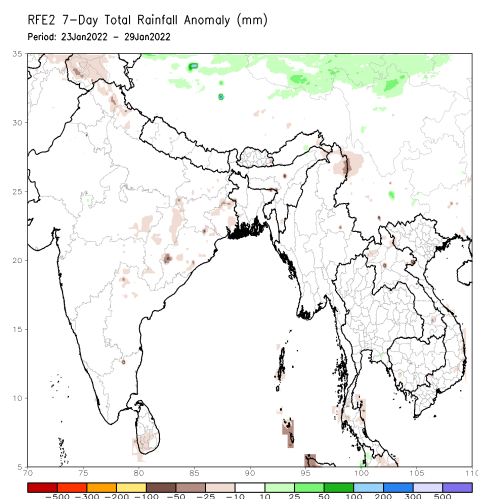 RFE2 7-Day Total Rainfall Anomaly (mm)
Period: 23Jan2022 - 29Jan2022
35
30
25
20
15
10
5
70 75 80 85 90 95 100 105 110
-500 -300 -200 -100 -50 -25 -10 10 25 50 100 200 300 500